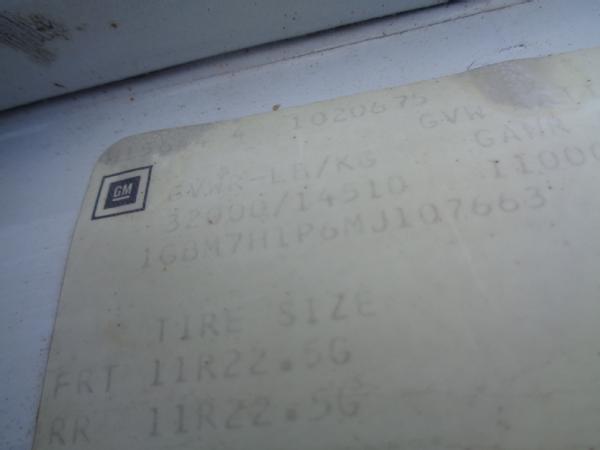 1020675 GVW
GM
GVWR-LB/KG GAWR
32000/14510 11000
1GBM7H1P6MJ107663
TIRE SIZE
FRT 11R22.5G
RR 11R22.5G